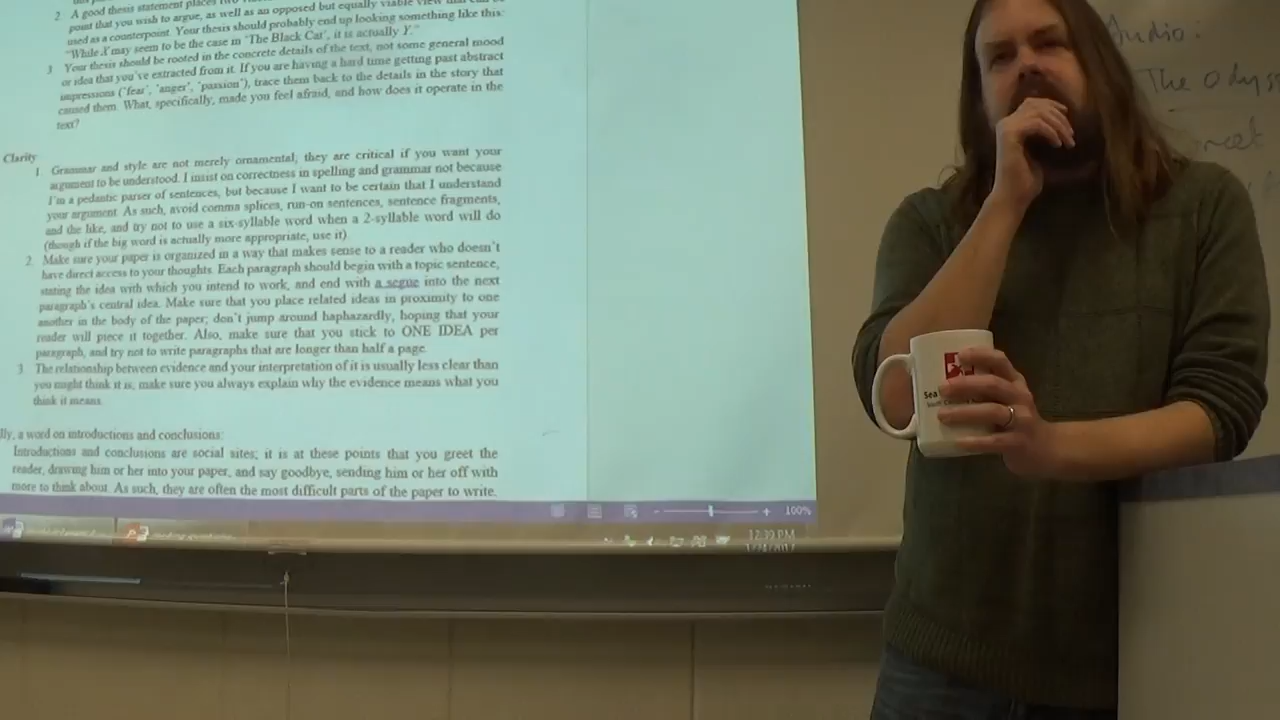 2. A good thesis statement places two
point that you wish to argue, as well as an opposed but equally viable view that can be
used as a counterpoint. Your thesis should probably end up looking something like this:
"While X may seem to be the case in "The Black Cat", it is actually Y."
3 Your thesis should be rooted in the concrete details of the text, not some general mood
or idea that you've extracted from it. If you are having a hard time getting past abstract
impressions ('fear', 'anger', 'passion'), trace them back to the details in the story that
caused them. What, specifically, made you feel afraid, and how does it operate in the
text?
Clarity
1. Grammar and style are not merely ornamental; they are critical if you want your
argument to be understood. I insist on correctness in spelling and grammar not because
I'm a pedantic parser of sentences, but because I want to be certain that I understand
your argument. As such, avoid comma splices, run-on sentences, sentence fragments,
and the like, and try not to use a six-syllable word when a 2-syllable word will do
(though if the big word is actually more appropriate, use it)
2. Make sure your paper is organized in a way that makes sense to a reader who doesn't
have direct access to your thoughts. Each paragraph should begin with a topic sentence,
stating the idea with which you intend to work, and end with a segue into the next
paragraph's central idea. Make sure that you place related ideas in proximity to one
another in the body of the paper; don't jump around haphazardly, hoping that your
reader will piece it together. Also, make sure that you stick to ONE IDEA per
paragraph, and try not to write paragraphs that are longer than half a page.
3. The relationship between evidence and your interpretation of it is usually less clear than
you might think it is; make sure you always explain why the evidence means what you
think it means.
lly, a word on introductions and conclusions:
Introductions and conclusions are social sites; it is at these points that you greet the
reader, drawing him or her into your paper, and say goodbye, sending him or her off with
more to think about. As such, they are often the most difficult parts of the paper to write.
- + 100%
12:39 PM
Audio:
The Odys
Sea
South